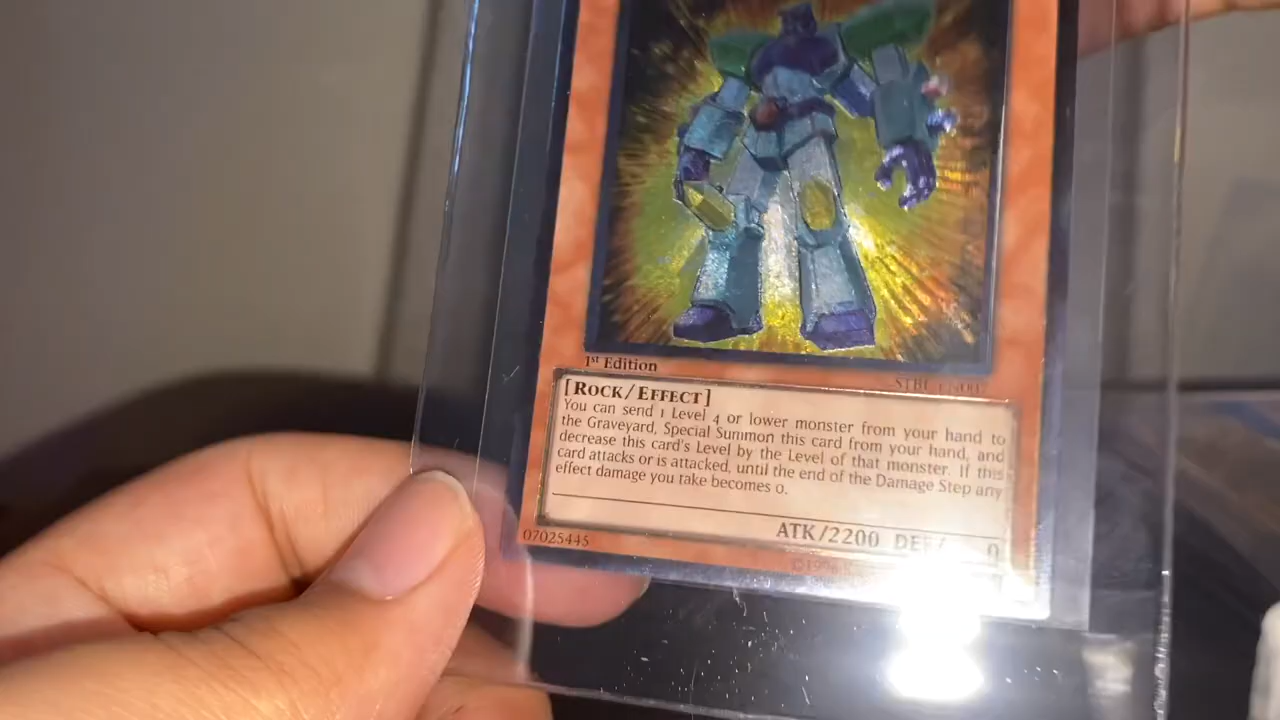 1st Edition
[ROCK/EFFECT]
You can send 1 Level 4 or lower monster from your hand to
the Graveyard, Special Summon this card from your hand, and
decrease this card's Level by the Level of that monster. If this
card attacks or is attacked, until the end of the Damage Step any
effect damage you take becomes 0.
ATK/2200 DEF/ 0
07025445